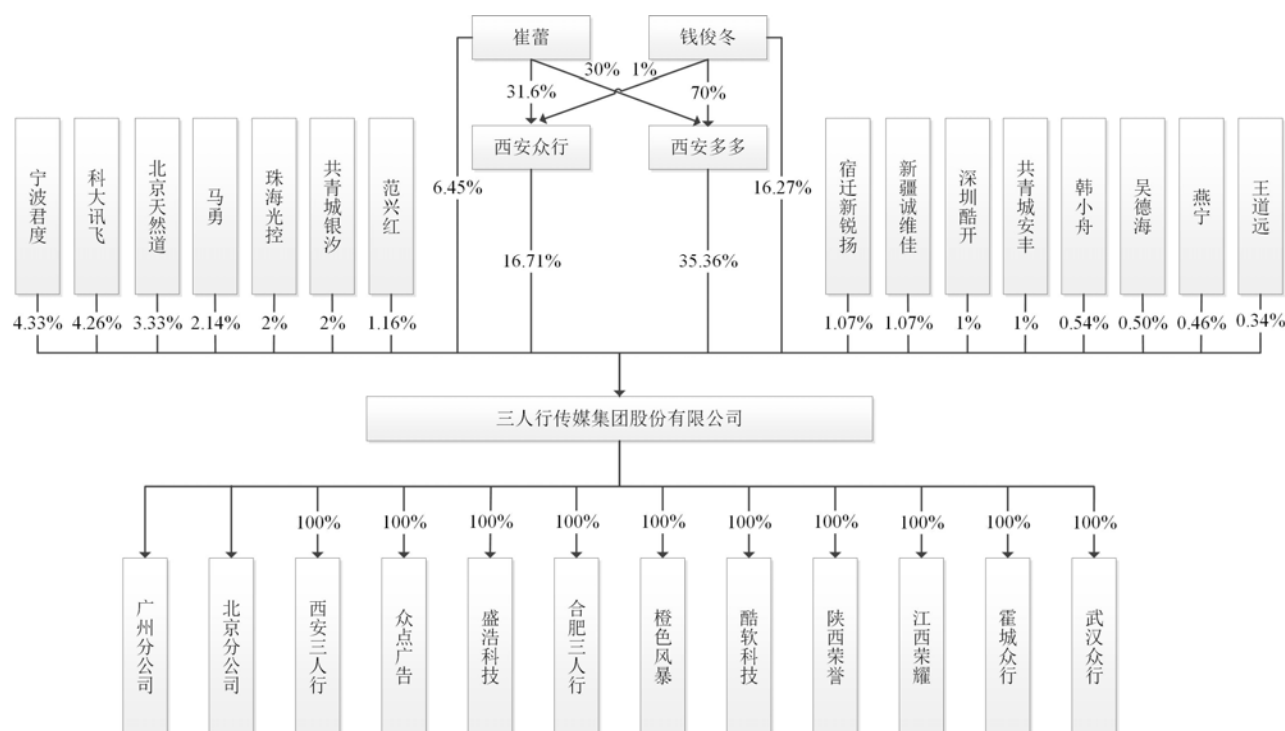 崔蕾
钱俊冬
30%
1%
31.6%
70%
西安众行
西安多多
宁波君度
科大讯飞
北京天然道
马勇
珠海光控
共青城银汐
范兴红
6.45%
16.27%
宿迁新锐扬
新疆诚维佳
深圳酷开
共青城安丰
韩小舟
吴德海
燕宁
王道远
16.71%
35.36%
4.33%
4.26%
3.33%
2.14%
2%
2%
1.16%
1.07%
1.07%
1%
1%
0.54%
0.50%
0.46%
0.34%
三人行传媒集团股份有限公司
100%
100%
100%
100%
100%
100%
100%
100%
100%
100%
广州分公司
北京分公司
西安三人行
众点广告
盛浩科技
合肥三人行
橙色风暴
酷软科技
陕西荣誉
江西荣耀
霍城众行
武汉众行